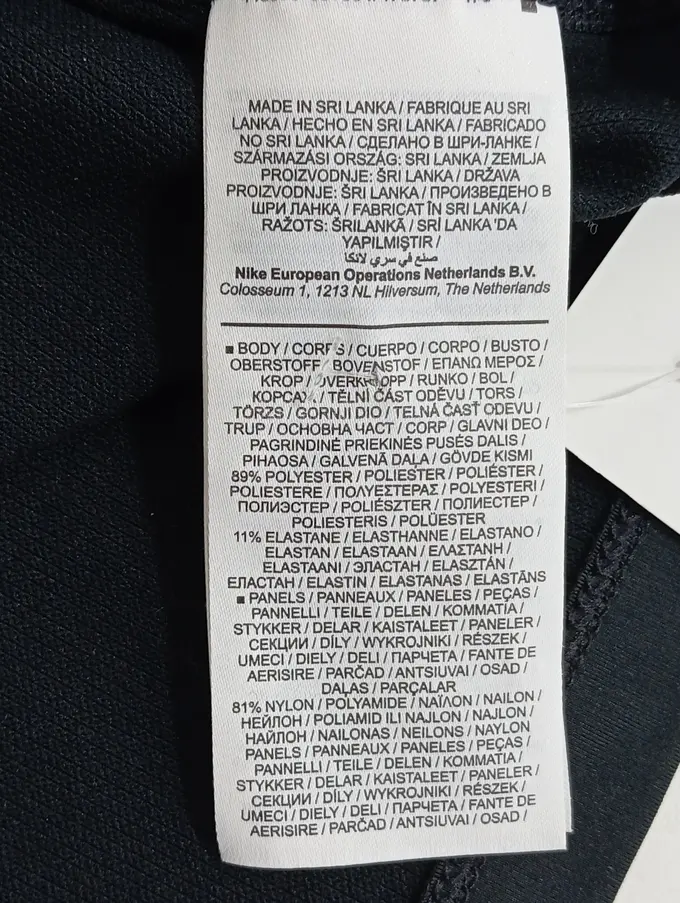 MADE IN SRI LANKA / FABRIQUE AU SRI
LANKA / HECHO EN SRI LANKA / FABRICADO
NO SRI LANKA / СДЕЛАНО В ШРИ-ЛАНКЕ /
SZÁRMAZÁSI ORSZÁG: SRI LANKA / ZEMLJA
PROIZVODNJE: ŠRI LANKA / DRŽAVA
PROIZVODNJE: ŠRI LANKA / ПРОИЗВЕДЕНО В
ШРИ ЛАНКА / FABRICAT ÎN SRI LANKA /
RAŽOTS: ŠRILANKĀ / SRİ LANKA'DA
YAPILMIŞTIR /
صنع في سري لانكا
Nike European Operations Netherlands B.V.
Colosseum 1, 1213 NL Hilversum, The Netherlands
■ BODY / CORPS / CUERPO / CORPO / BUSTO /
OBERSTOFF / BOVENSTOF / ΕΠΑΝΩ ΜΕΡΟΣ /
KROP / OVERKROPP / RUNKO / BOL /
КОРСАЖ / TĚLNÍ ČÁST ODĚVU / TORS /
TÖRZS / GORNJI DIO / TELNÁ ČASŤ ODEVU /
TRUP / ОСНОВНА ЧАСТ / CORP / GLAVNI DEO /
PAGRINDINĖ PRIEKINĖS PUSĖS DALIS /
PIHAOSA / GALVENĀ DAĻA / GÖVDE KISMI
89% POLYESTER / POLIESTER / POLIÉSTER /
POLIESTERE / ΠΟΛΥΕΣΤΕΡΑΣ / POLYESTERI /
ПОЛИЭСТЕР / POLIÉSZTER / ПОЛИЕСТЕР /
POLIESTERIS / POLÜESTER
11% ELASTANE / ELASTHANNE / ELASTANO /
ELASTAN / ELASTAAN / ΕΛΑΣΤΑΝΗ /
ELASTAANI / ЭЛАСТАН / ELASZTÁN /
ЕЛАСТАН / ELASTIN / ELASTANAS / ELASTĀNS
■ PANELS / PANNEAUX / PANELES / PEÇAS /
PANNELLI / TEILE / DELEN / KOMMATIA /
STYKKER / DELAR / KAISTALEET / PANELER /
СЕКЦИИ / DÍLY / WYKROJNIKI / RÉSZEK /
UMECI / DIELY / DELI / ПАРЧЕТА / FANTE DE
AERISIRE / PARČAD / ANTSIUVAI / OSAD /
DAĻAS / PARÇALAR
81% NYLON / POLYAMIDE / ΝΑΪΛΟΝ / NAILON /
НЕЙЛОН / POLIAMID ILI NAJLON / NAJLON /
НАЙЛОН / NAILONAS / NEILONS / NAYLON
PANELS / PANNEAUX / PANELES / PEÇAS /
PANNELLI / TEILE / DELEN / KOMMATIA /
STYKKER / DELAR / KAISTALEET / PANELER /
СЕКЦИИ / DÍLY / WYKROJNIKI / RÉSZEK /
UMECI / DIELY / DELI / ПАРЧЕТА / FANTE DE
AERISIRE / PARČAD / ANTSIUVAI / OSAD /